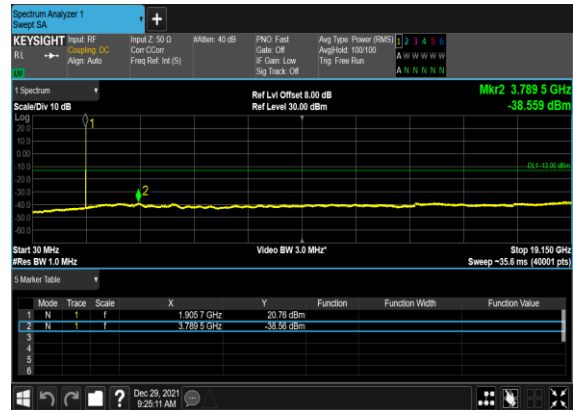 Spectrum Analyzer 1
Swept SA
+
KEYSIGHT Input: RF Input Z: 50 Ω #Atten: 40 dB PNO: Fast Avg Type: Power (RMS) 1 2 3 4 5 6
RL Coupling: DC Corr CCorr Gate: Off Avg|Hold: 100/100 A W W W W W
Align: Auto Freq Ref: Int (S) IF Gain: Low Trig: Free Run
Sig Track: Off A N N N N N
1 Spectrum Ref Lvl Offset 8.00 dB Mkr2 3.789 5 GHz
Scale/Div 10 dB Ref Level 30.00 dBm -38.559 dBm
Log
20.0
10.0
0.00
-10.0
-20.0
-30.0
-40.0
-50.0
-60.0
1
2
DL1 -13.00 dBm
Start 30 MHz Video BW 3.0 MHz* Stop 19.150 GHz
#Res BW 1.0 MHz Sweep ~35.6 ms (40001 pts)
5 Marker Table
Mode Trace Scale X Y Function Function Width Function Value
1 N 1 f 1.905 7 GHz 20.76 dBm
2 N 1 f 3.789 5 GHz -38.56 dBm
3
4
5
6
? Dec 29, 2021
9:25:11 AM